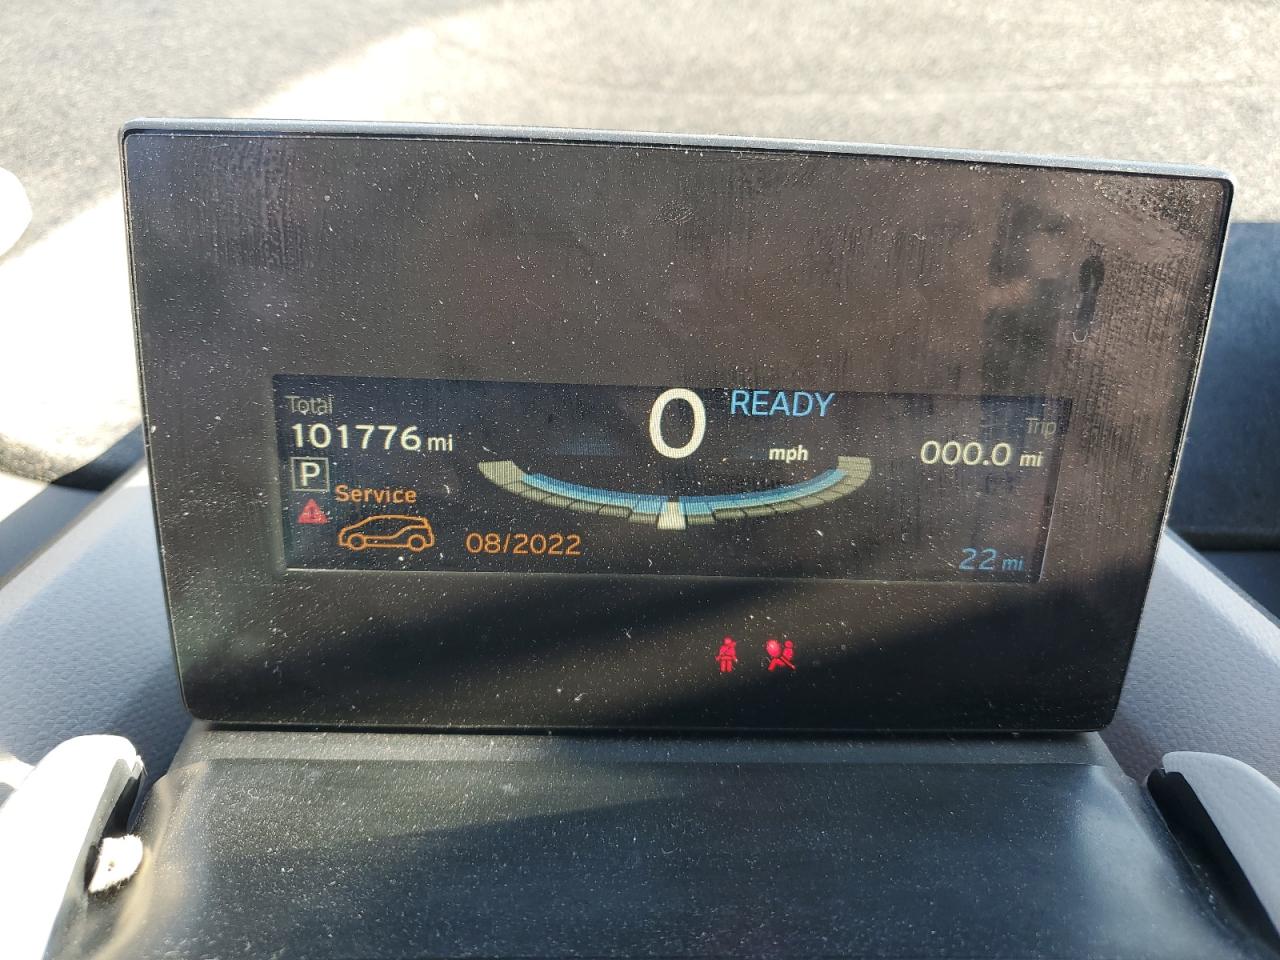 Total
101776 mi
P
Service
08/2022
0 READY
mph
Trip
000.0 mi
22 mi